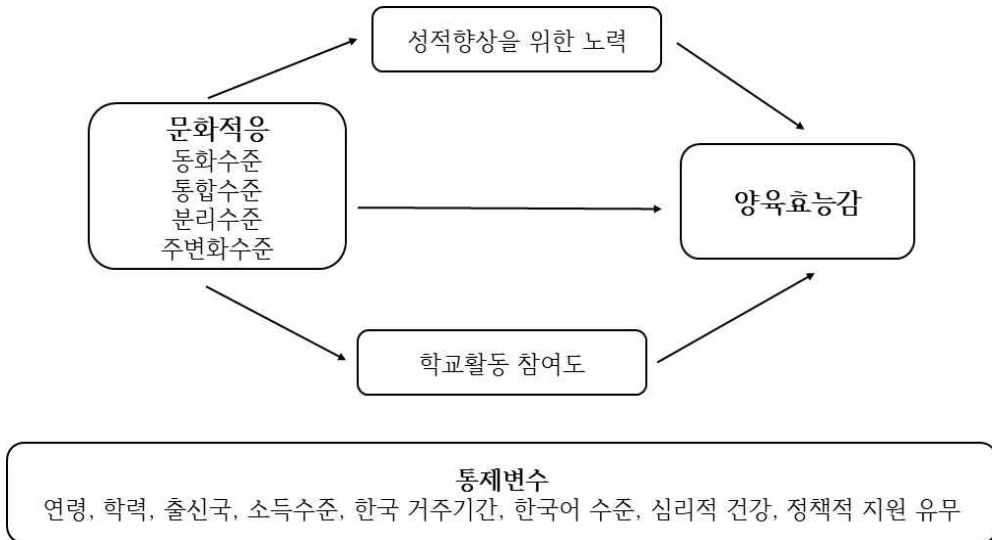 성적향상을 위한 노력
문화적응
동화수준
통합수준
분리수준
주변화수준
양육효능감
학교활동 참여도
통제변수
연령, 학력, 출신국, 소득수준, 한국 거주기간, 한국어 수준, 심리적 건강, 정책적 지원 유무